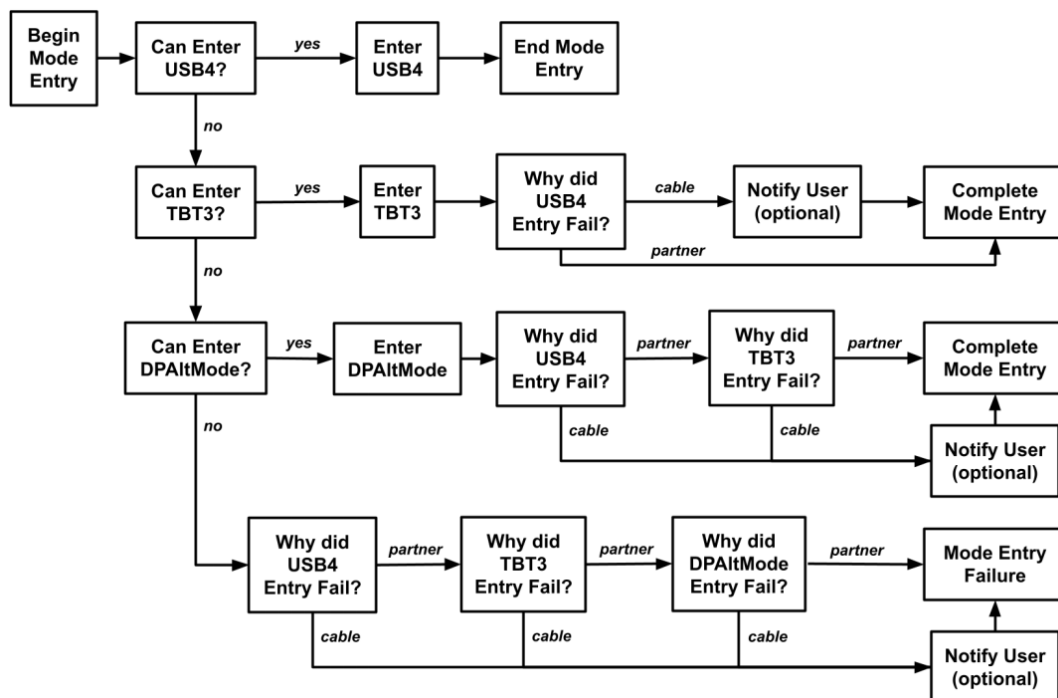 Begin
Mode
Entry
Can Enter
USB4?
yes
Enter
USB4
End Mode
Entry
no
Can Enter
TBT3?
yes
Enter
TBT3
Why did
USB4
Entry Fail?
cable
Notify User
(optional)
Complete
Mode Entry
partner
no
Can Enter
DPAltMode?
yes
Enter
DPAltMode
Why did
USB4
Entry Fail?
partner
Why did
TBT3
Entry Fail?
partner
Complete
Mode Entry
cable
cable
Notify User
(optional)
no
Why did
USB4
Entry Fail?
partner
Why did
TBT3
Entry Fail?
partner
Why did
DPAltMode
Entry Fail?
partner
Mode Entry
Failure
cable
cable
cable
Notify User
(optional)